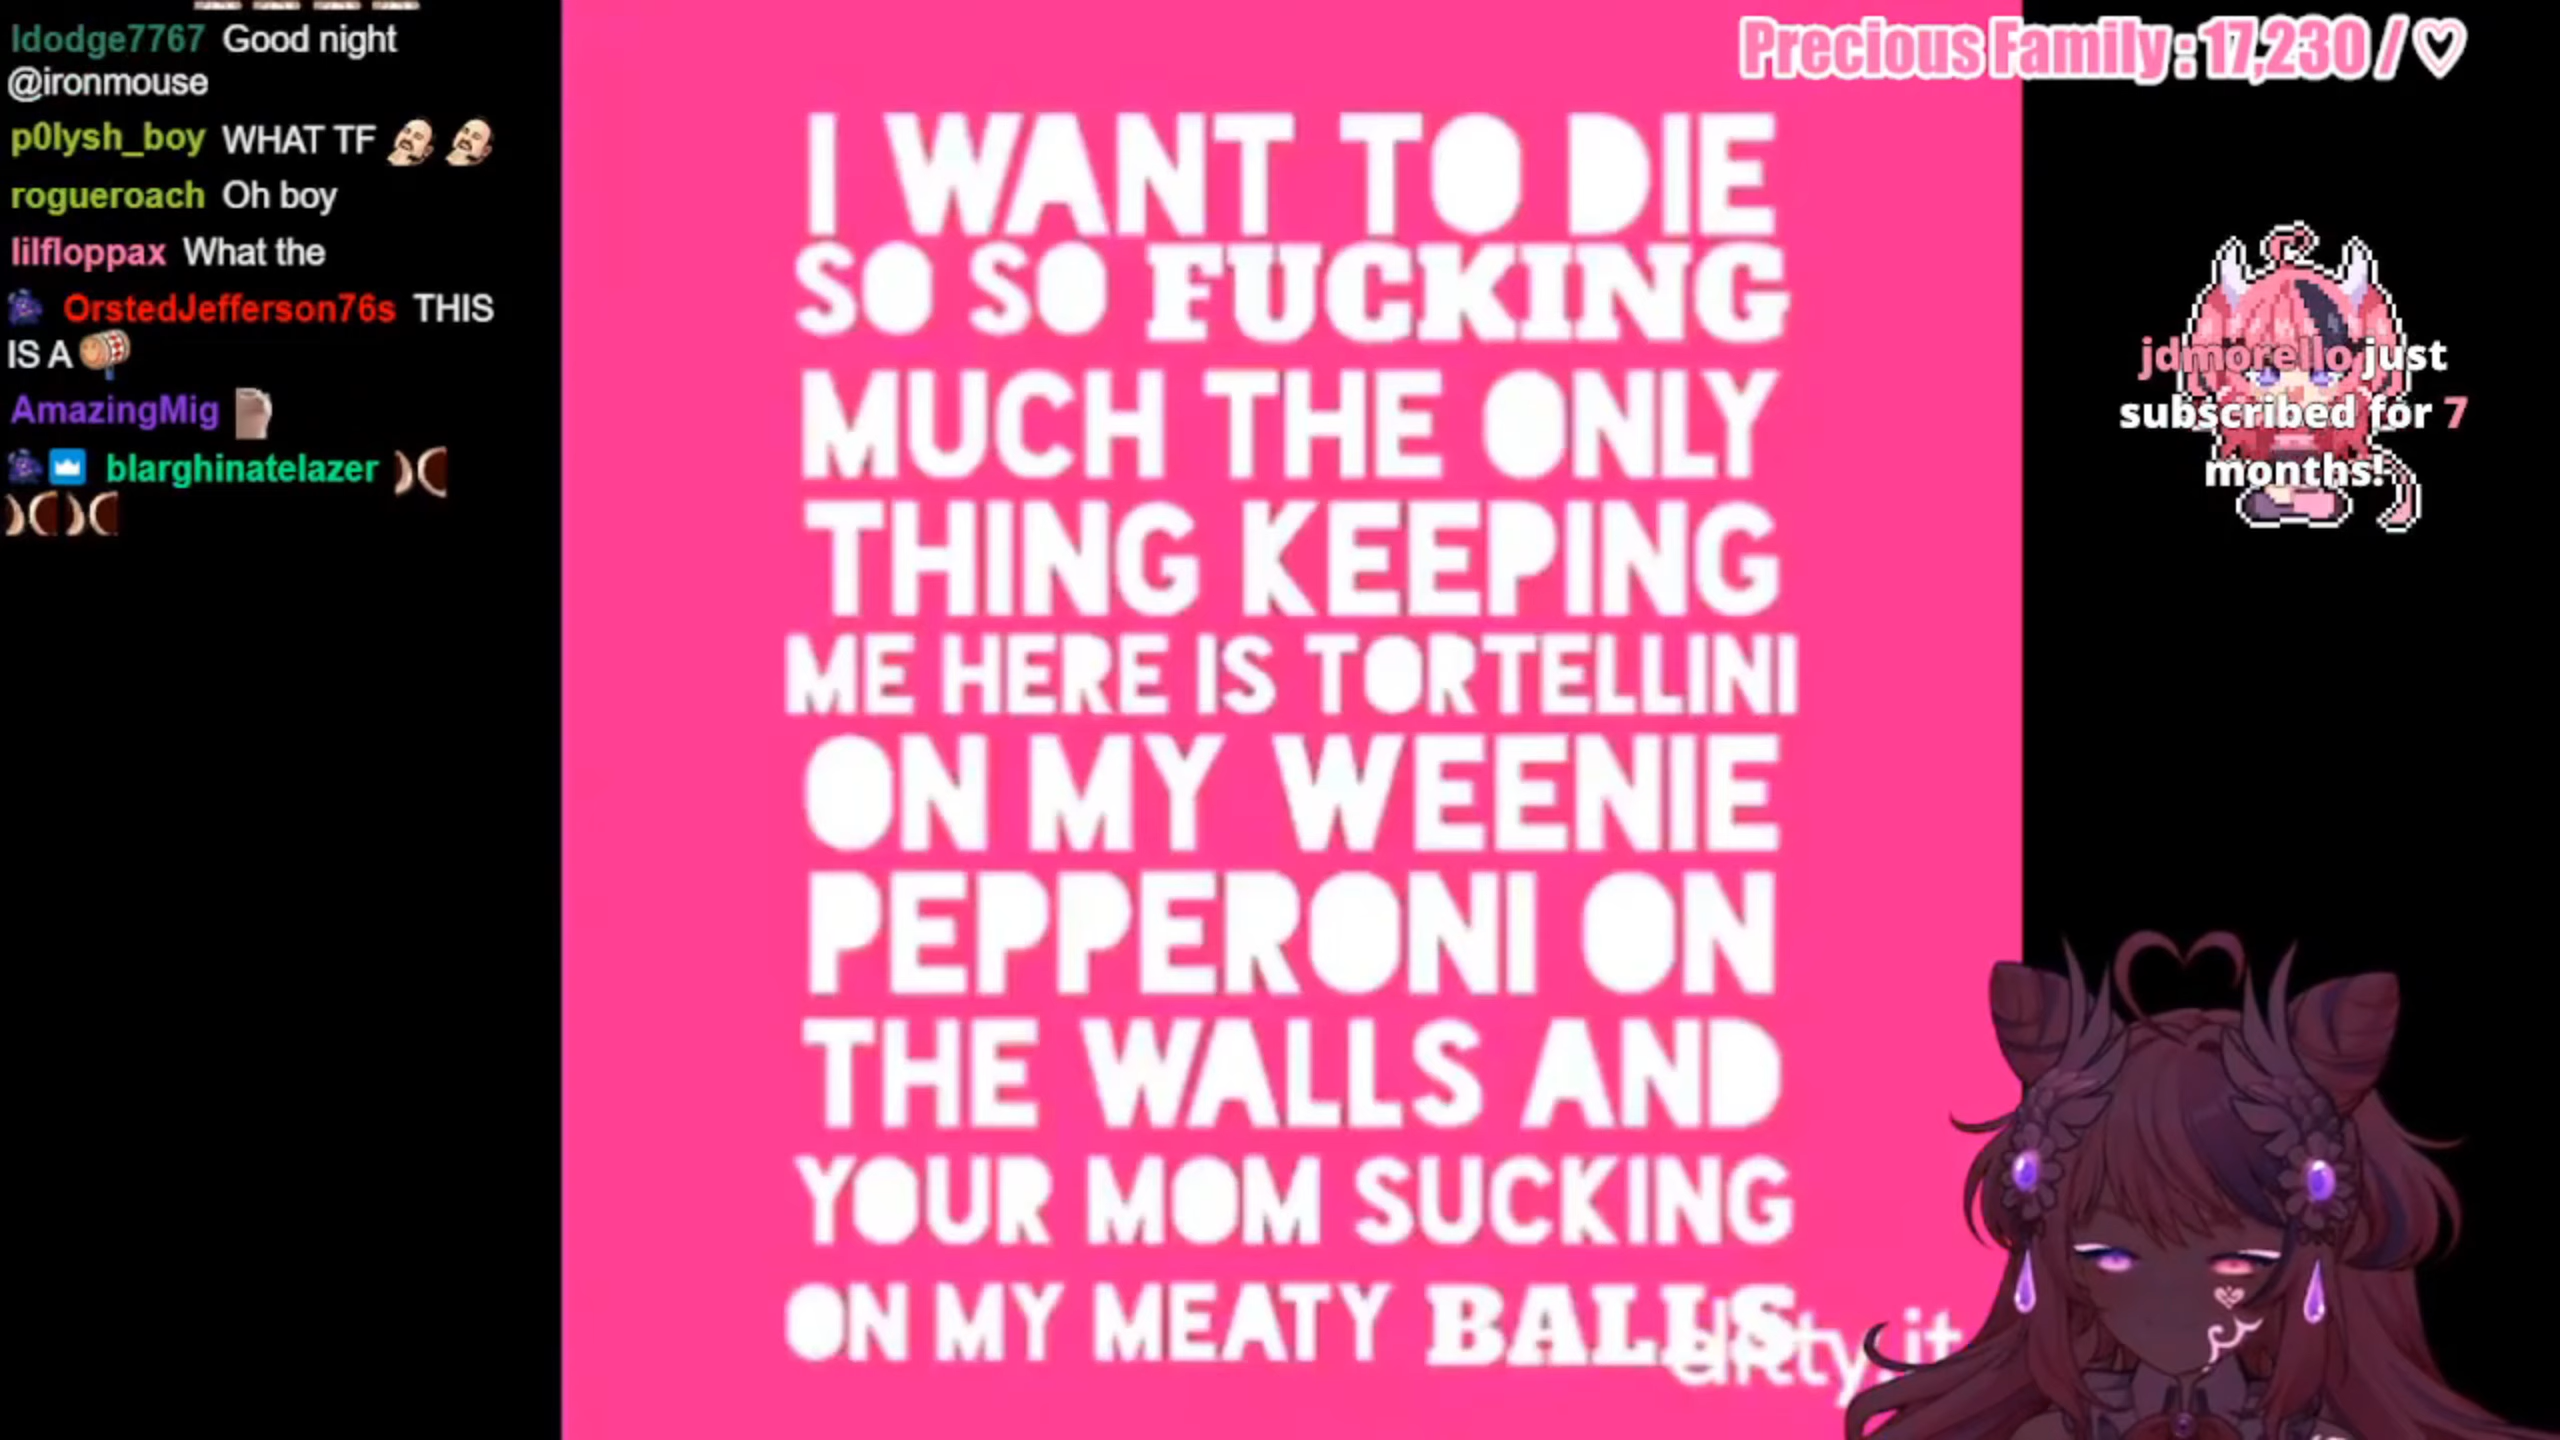 ldodge7767 Good night
@ironmouse
p0lysh_boy WHAT TF
rogueroach Oh boy
lilfloppax What the
OrstedJefferson76s THIS
IS A
AmazingMig
blarghinatelazer
I WANT TO DIE
SO SO FUCKING
MUCH THE ONLY
THING KEEPING
ME HERE IS TORTELLINI
ON MY WEENIE
PEPPERONI ON
THE WALLS AND
YOUR MOM SUCKING
ON MY MEATY BALLS
ditty.it
Precious Family : 17,230 / ♡
jdmorello just
subscribed for 7
months!